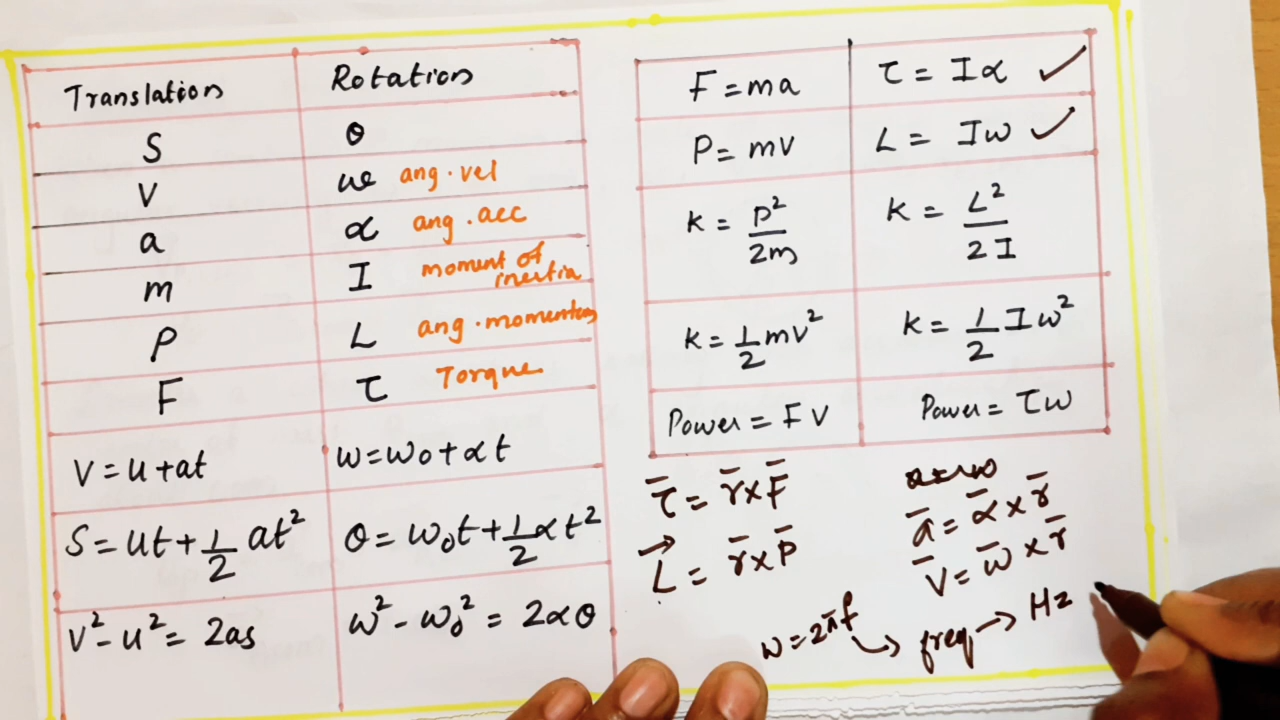 Translation Rotation
S θ
V ω ang. vel
a α ang. acc
m I moment of inertia
P L ang. momentum
F τ Torque
V = u + at ω = ω₀ + αt
S = ut + 1/2 at² θ = ω₀t + 1/2 αt²
V² - u² = 2as ω² - ω₀² = 2αθ
F = ma τ = Iα ✓
P = mv L = Iω ✓
K = P²/2m K = L²/2I
K = 1/2 mv² K = 1/2 Iω²
Power = FV Power = τω
τ̄ = r̄ × F̄
L⃗ = r̄ × P̄
ā = ᾱ × r̄
V̄ = ω̄ × r̄
ω = 2πf → freq → Hz